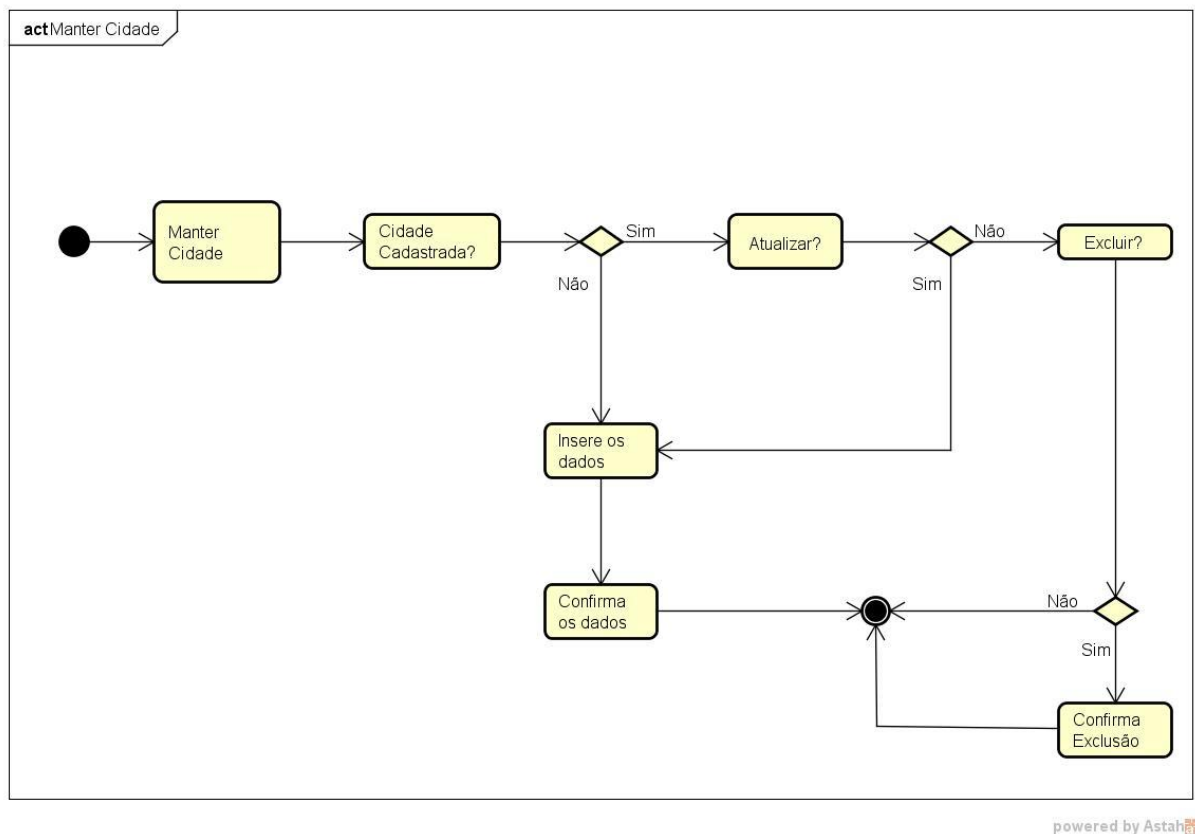 act Manter Cidade
Manter
Cidade
Cidade
Cadastrada?
Sim
Atualizar?
Não
Excluir?
Não
Sim
Insere os
dados
Confirma
os dados
Não
Sim
Confirma
Exclusão
powered by Astah